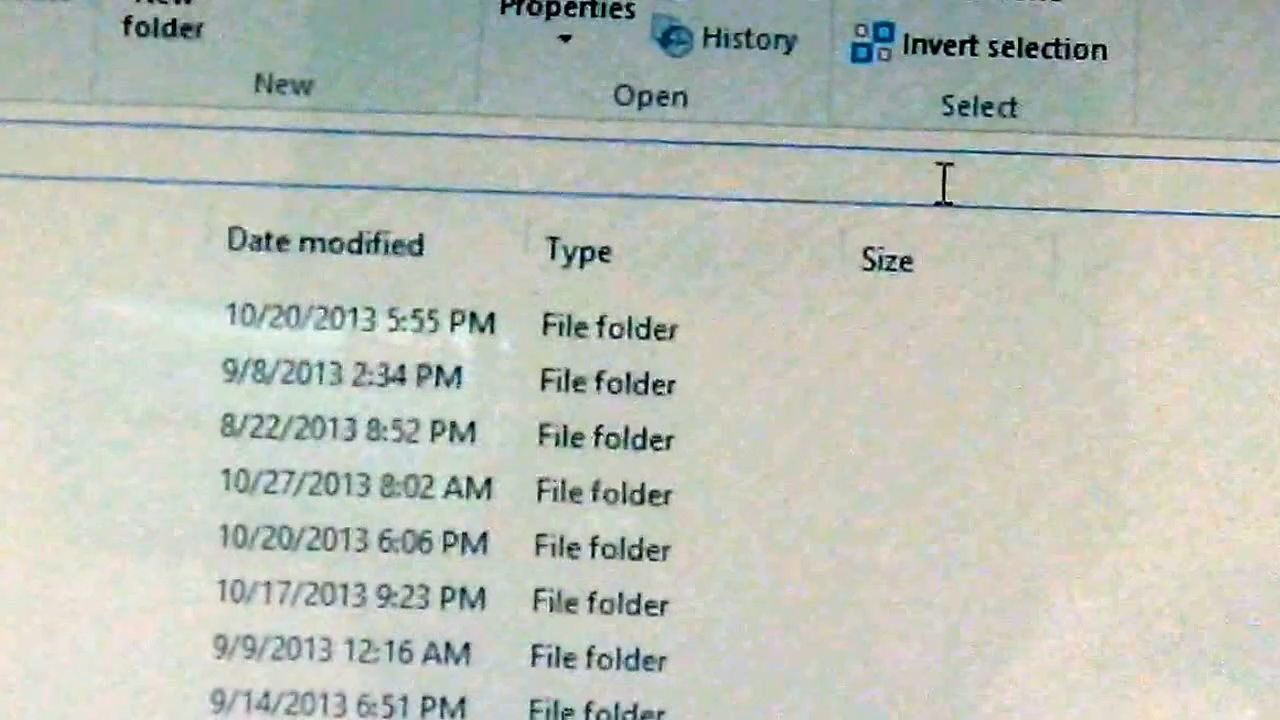 New
folder
Properties
History
Invert selection
New
Open
Select
Date modified Type Size
10/20/2013 5:55 PM File folder
9/8/2013 2:34 PM File folder
8/22/2013 8:52 PM File folder
10/27/2013 8:02 AM File folder
10/20/2013 6:06 PM File folder
10/17/2013 9:23 PM File folder
9/9/2013 12:16 AM File folder
9/14/2013 6:51 PM File folder